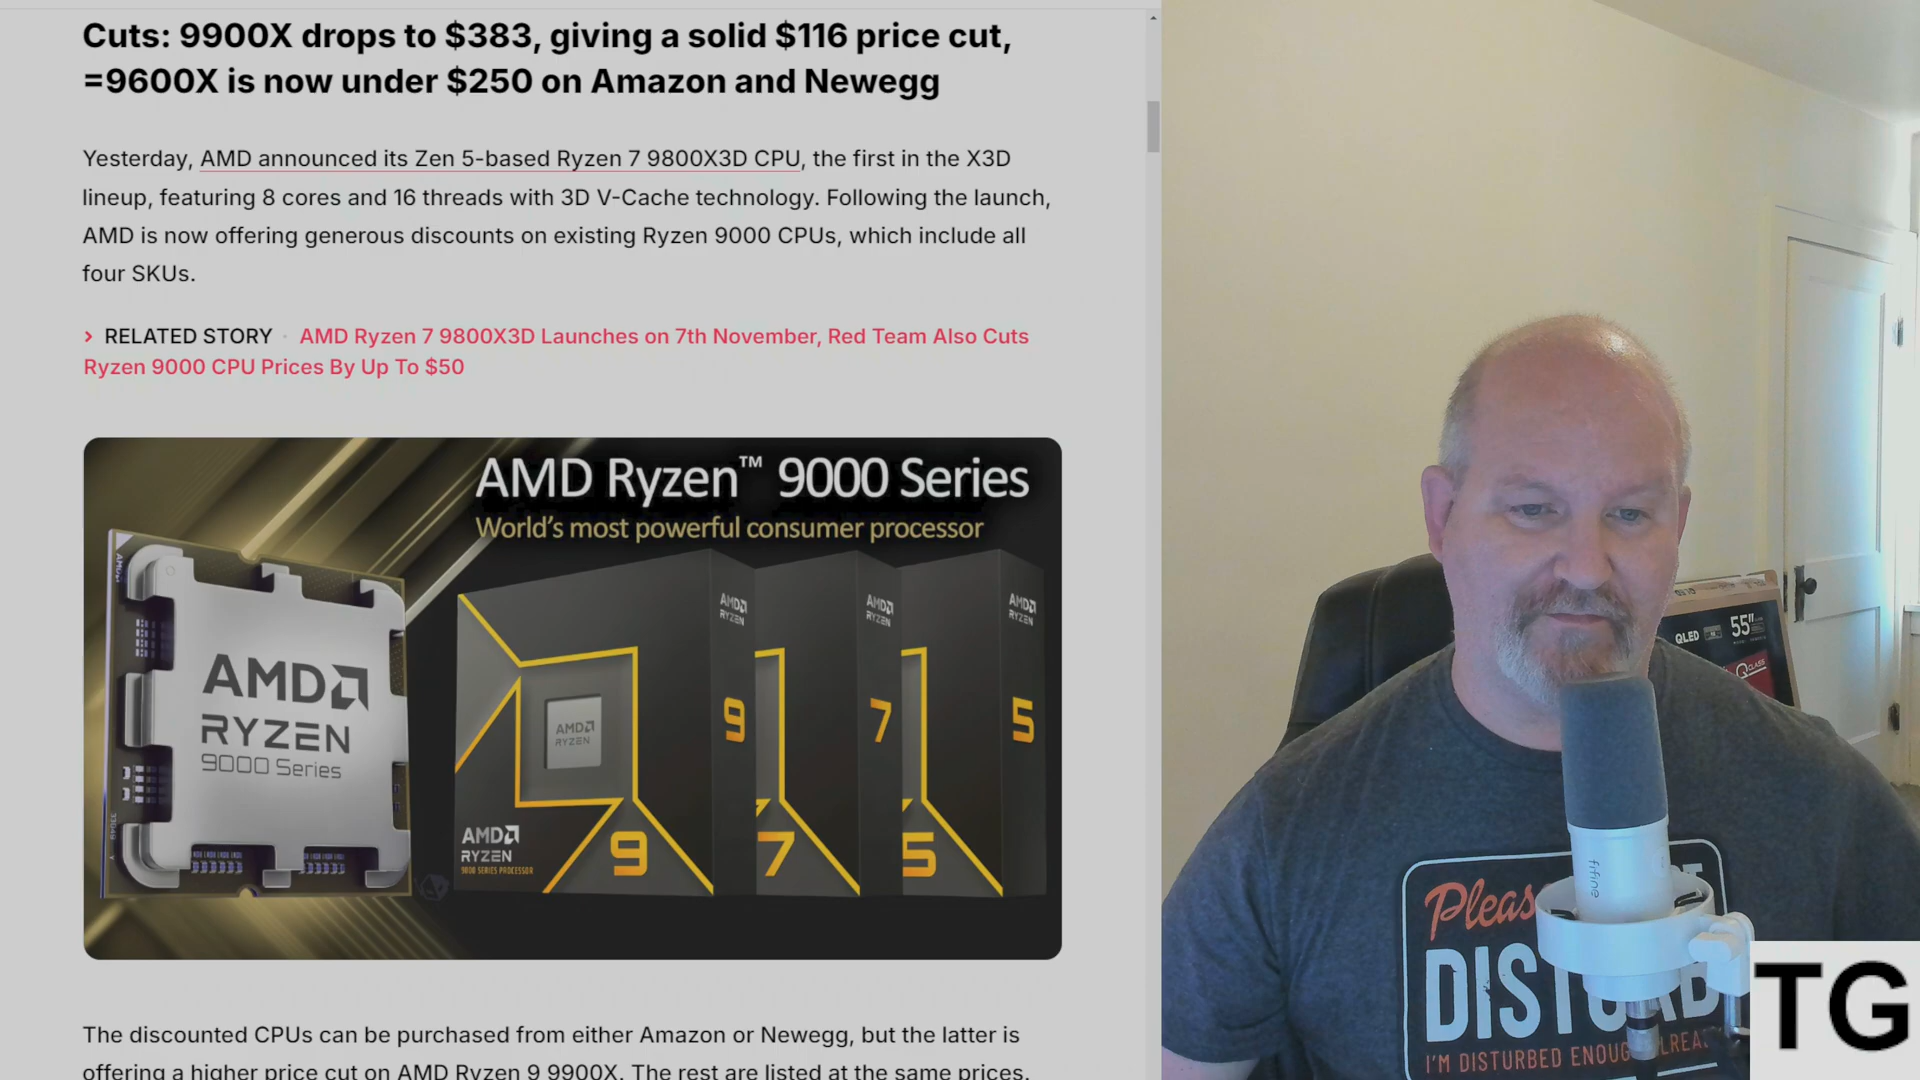 Cuts: 9900X drops to $383, giving a solid $116 price cut,
=9600X is now under $250 on Amazon and Newegg
Yesterday, AMD announced its Zen 5-based Ryzen 7 9800X3D CPU, the first in the X3D
lineup, featuring 8 cores and 16 threads with 3D V-Cache technology. Following the launch,
AMD is now offering generous discounts on existing Ryzen 9000 CPUs, which include all
four SKUs.
› RELATED STORY · AMD Ryzen 7 9800X3D Launches on 7th November, Red Team Also Cuts
Ryzen 9000 CPU Prices By Up To $50
AMD Ryzen™ 9000 Series
World's most powerful consumer processor
AMD
AMD
RYZEN
9000 Series
AMD
RYZEN
9
AMD
RYZEN
9000 SERIES PROCESSOR
9
AMD
RYZEN
7
7
AMD
RYZEN
5
5
The discounted CPUs can be purchased from either Amazon or Newegg, but the latter is
offering a higher price cut on AMD Ryzen 9 9900X. The rest are listed at the same prices.
QLED
55"
Q CLASS
fifine
I'M DISTURBED
TG